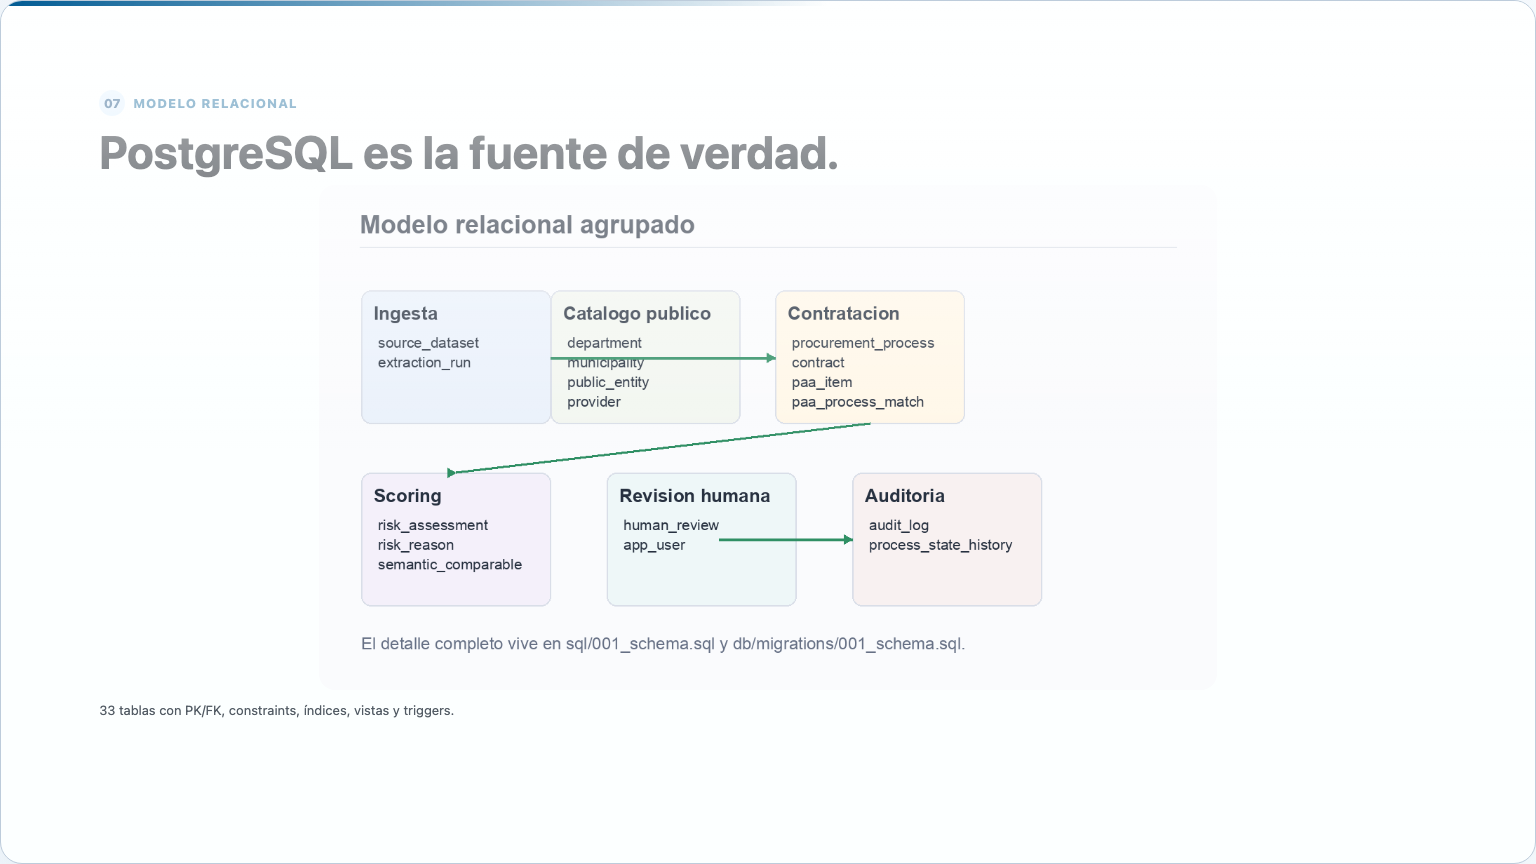 07 MODELO RELACIONAL
PostgreSQL es la fuente de verdad.
Modelo relacional agrupado
Ingesta
source_dataset
extraction_run
Catalogo publico
department
municipality
public_entity
provider
Contratacion
procurement_process
contract
paa_item
paa_process_match
Scoring
risk_assessment
risk_reason
semantic_comparable
Revision humana
human_review
app_user
Auditoria
audit_log
process_state_history
El detalle completo vive en sql/001_schema.sql y db/migrations/001_schema.sql.
33 tablas con PK/FK, constraints, índices, vistas y triggers.